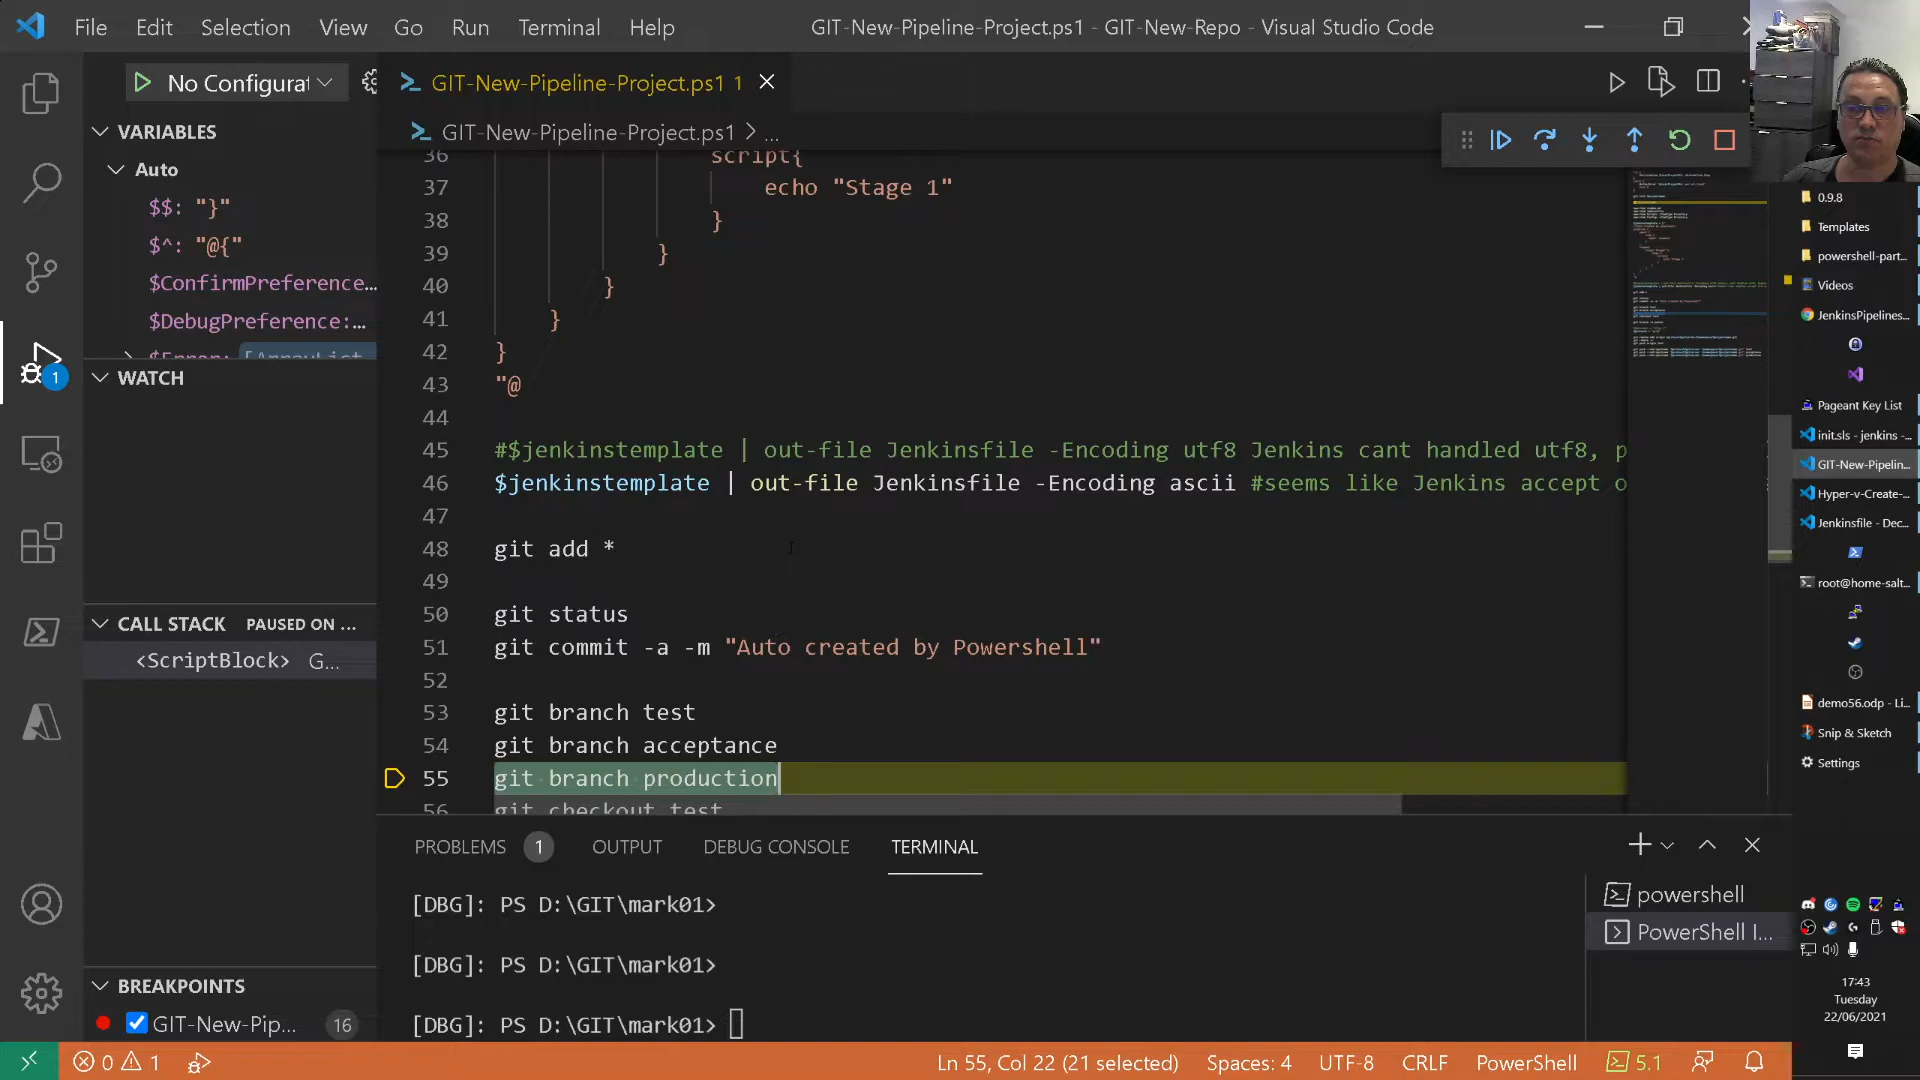 File Edit Selection View Go Run Terminal Help
GIT-New-Pipeline-Project.ps1 - GIT-New-Repo - Visual Studio Code
No Configurat
GIT-New-Pipeline-Project.ps1 1
GIT-New-Pipeline-Project.ps1 > ...
VARIABLES
Auto
$$: "}"
$^: "@{"
$ConfirmPreference...
$DebugPreference:...
$Error: [ArrayList
WATCH
CALL STACK PAUSED ON ...
<ScriptBlock> G...
BREAKPOINTS
GIT-New-Pip... 16
1
36 script{
37 echo "Stage 1"
38 }
39 }
40 }
41 }
42 }
43 "@
44
45 #$jenkinstemplate | out-file Jenkinsfile -Encoding utf8 Jenkins cant handled utf8, p
46 $jenkinstemplate | out-file Jenkinsfile -Encoding ascii #seems like Jenkins accept o
47
48 git add *
49
50 git status
51 git commit -a -m "Auto created by Powershell"
52
53 git branch test
54 git branch acceptance
55 git branch production
56 git checkout test
PROBLEMS 1 OUTPUT DEBUG CONSOLE TERMINAL
[DBG]: PS D:\GIT\mark01>
[DBG]: PS D:\GIT\mark01>
[DBG]: PS D:\GIT\mark01>
powershell
PowerShell I...
0 1
Ln 55, Col 22 (21 selected) Spaces: 4 UTF-8 CRLF PowerShell 5.1
0.9.8
Templates
powershell-part...
Videos
JenkinsPipelines...
Pageant Key List
init.sls - jenkins -...
GIT-New-Pipelin...
Hyper-v-Create-...
Jenkinsfile - Dec...
root@home-salt...
demo56.odp - Li...
Snip & Sketch
Settings
17:43
Tuesday
22/06/2021